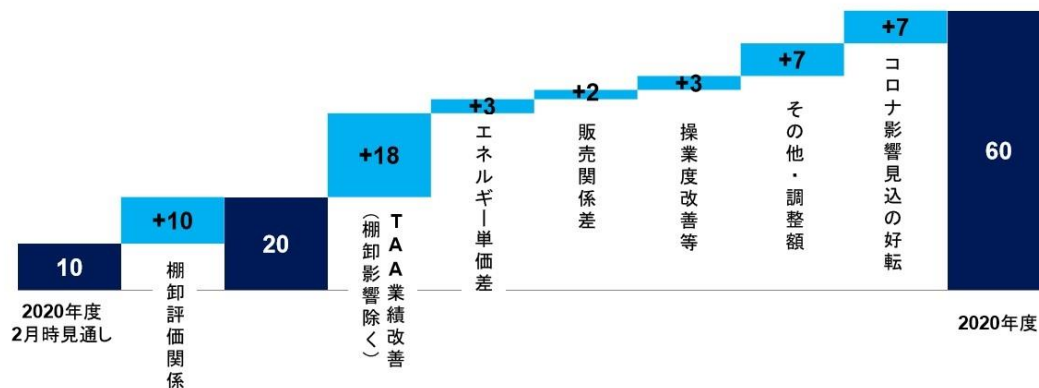 10
2020年度
2月時見通し
+10
棚卸評価関係
20
+18
TAA業績改善
(棚卸影響除く)
+3
エネルギー単価差
+2
販売関係差
+3
操業度改善等
+7
その他・調整額
+7
コロナ影響見込の好転
60
2020年度